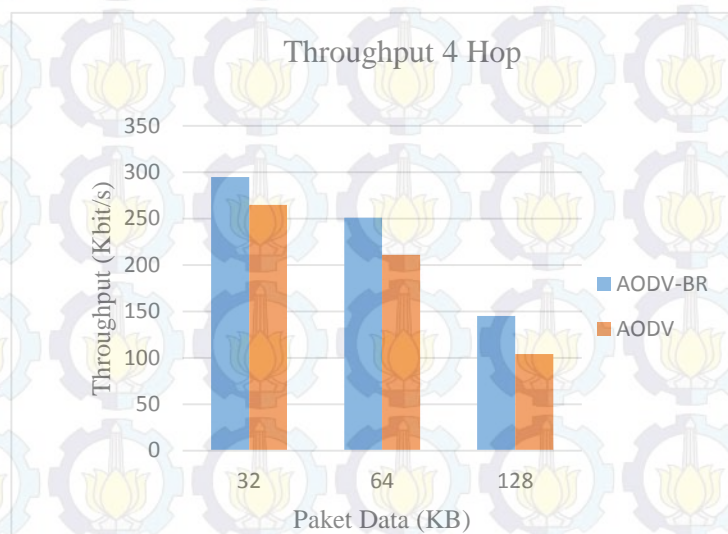 Throughput 4 Hop
Throughput (Kbit/s)
350
300
250
200
150
100
50
0
32
64
128
Paket Data (KB)
AODV-BR
AODV